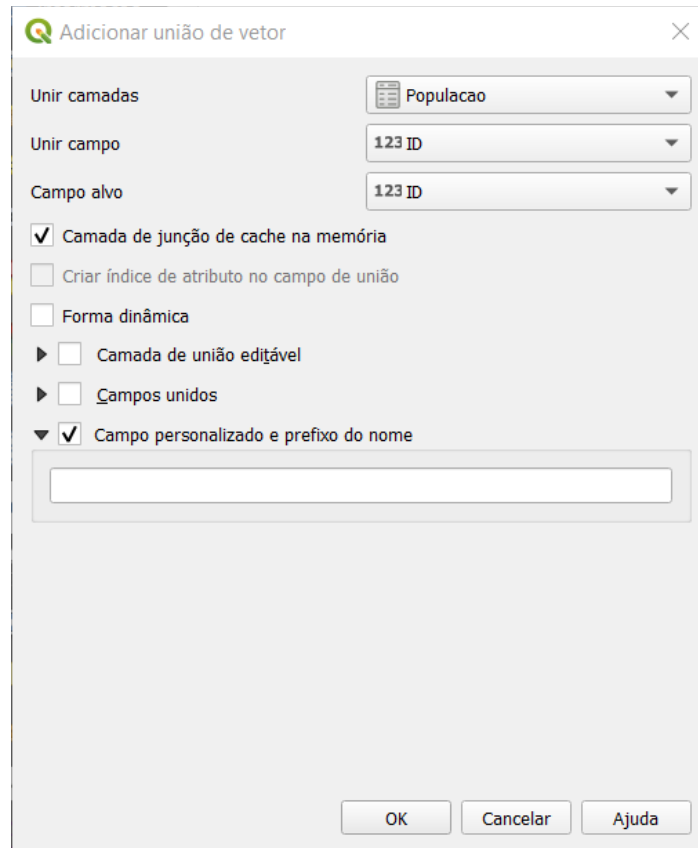 Adicionar união de vetor
Unir camadas Populacao
Unir campo 123 ID
Campo alvo 123 ID
Camada de junção de cache na memória
Criar índice de atributo no campo de união
Forma dinâmica
Camada de união editável
Campos unidos
Campo personalizado e prefixo do nome
OK Cancelar Ajuda